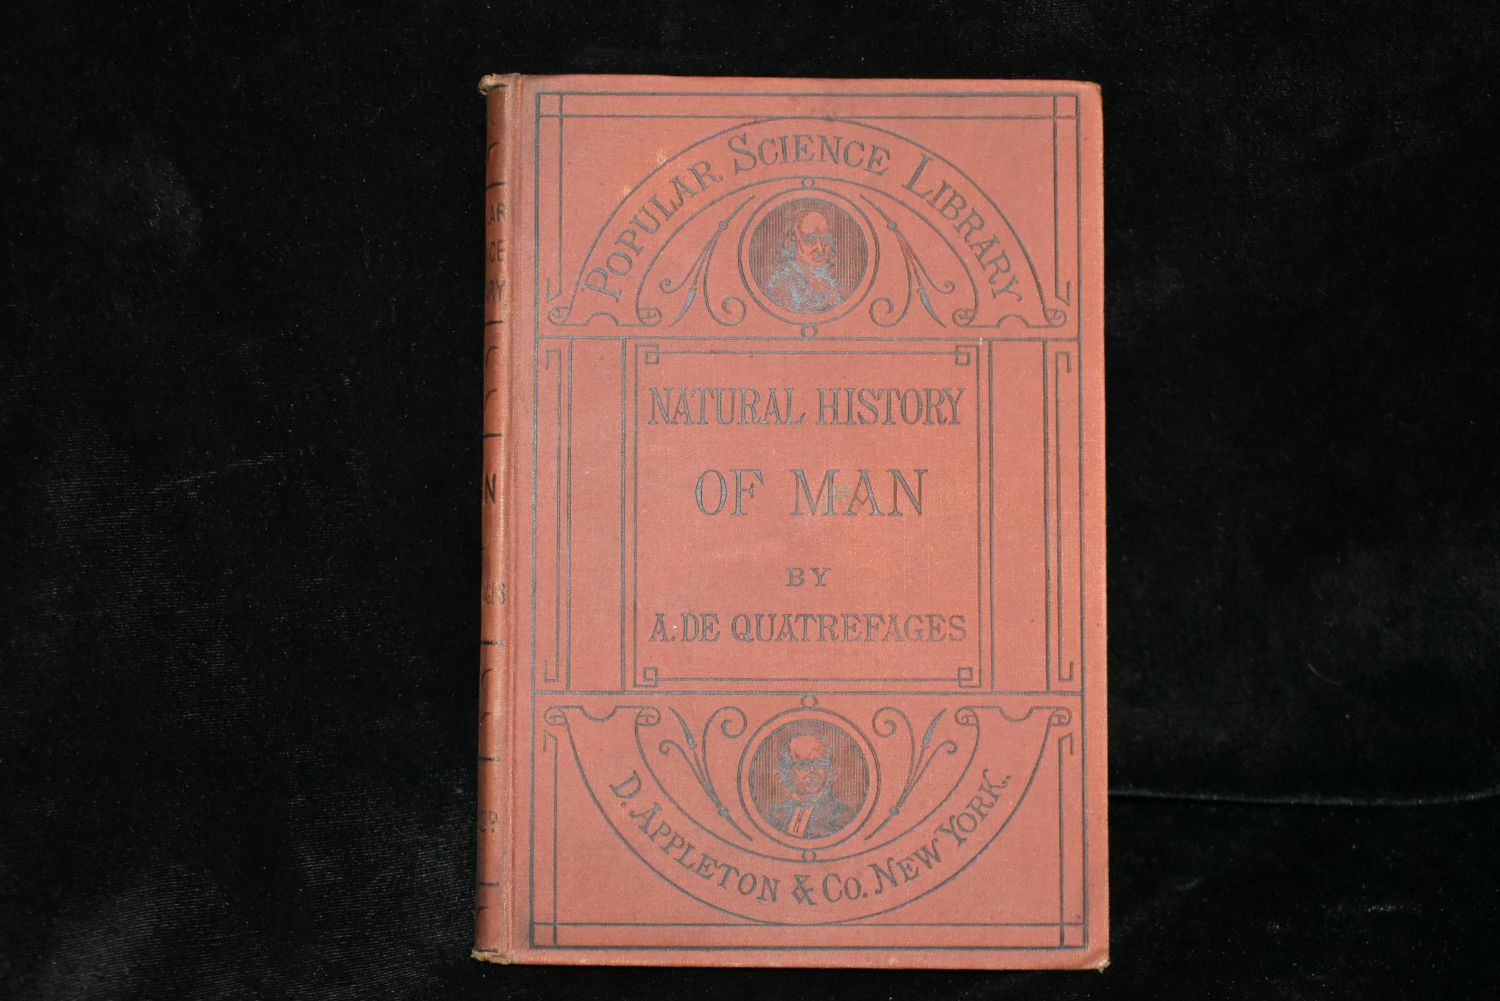 POPULAR SCIENCE LIBRARY
NATURAL HISTORY
OF MAN
BY
A. DE QUATREFAGES
D. APPLETON & CO. NEW YORK.